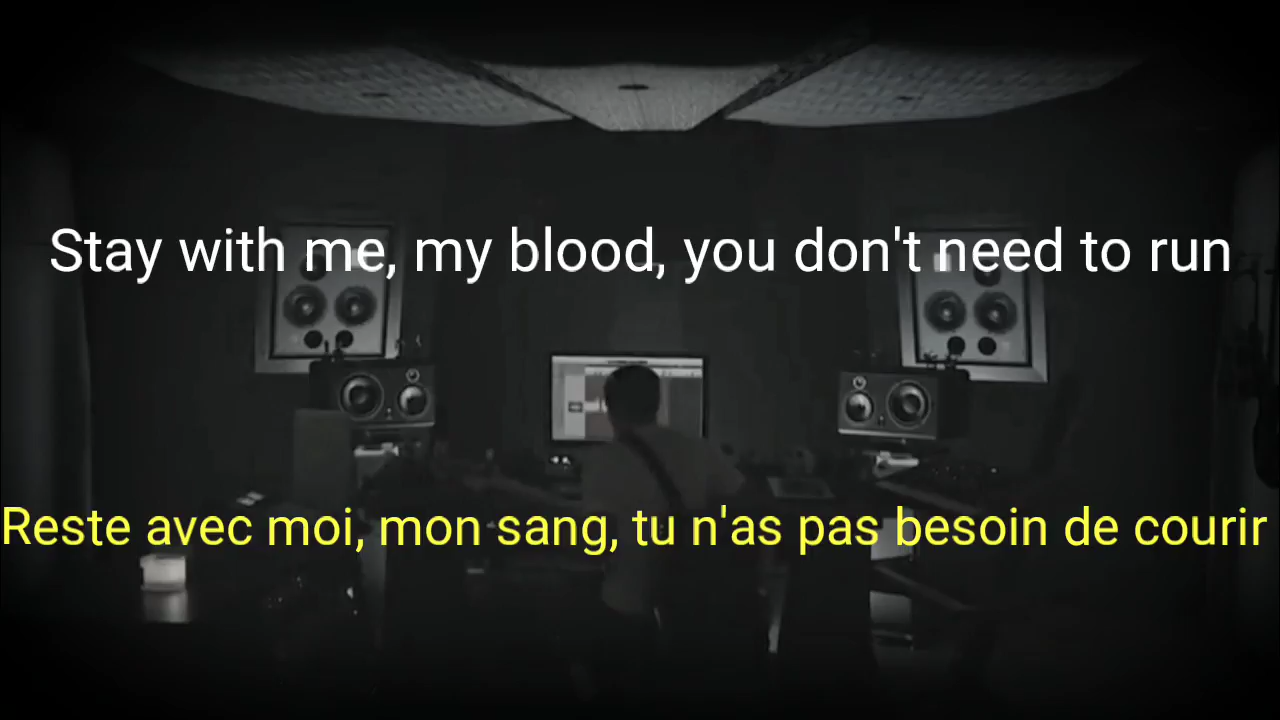 Stay with me, my blood, you don't need to run
Reste avec moi, mon sang, tu n'as pas besoin de courir